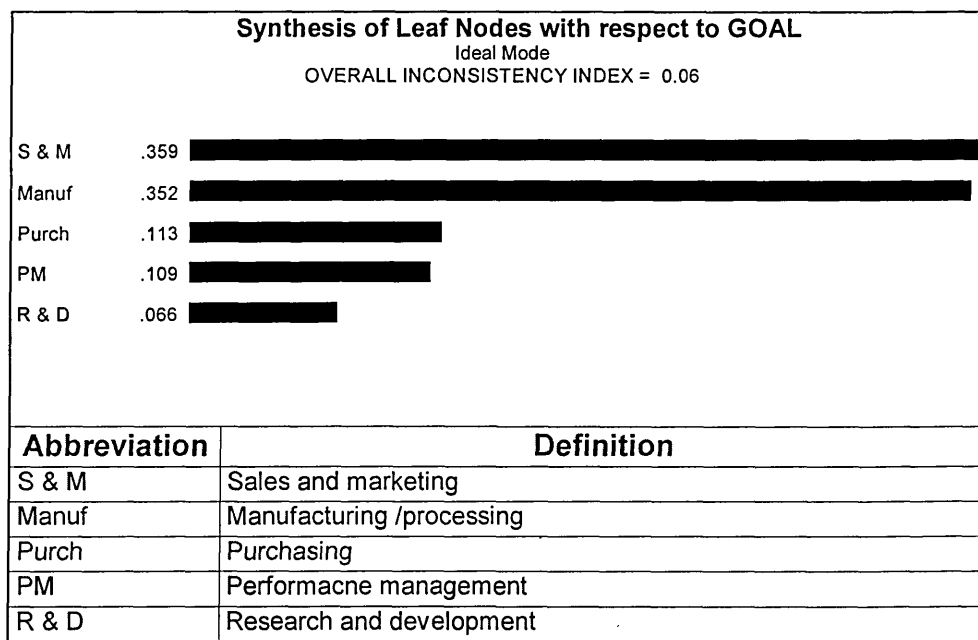 Synthesis of Leaf Nodes with respect to GOAL
Ideal Mode
OVERALL INCONSISTENCY INDEX = 0.06
S & M .359
Manuf .352
Purch .113
PM .109
R & D .066
Abbreviation Definition
S & M Sales and marketing
Manuf Manufacturing /processing
Purch Purchasing
PM Performacne management
R & D Research and development